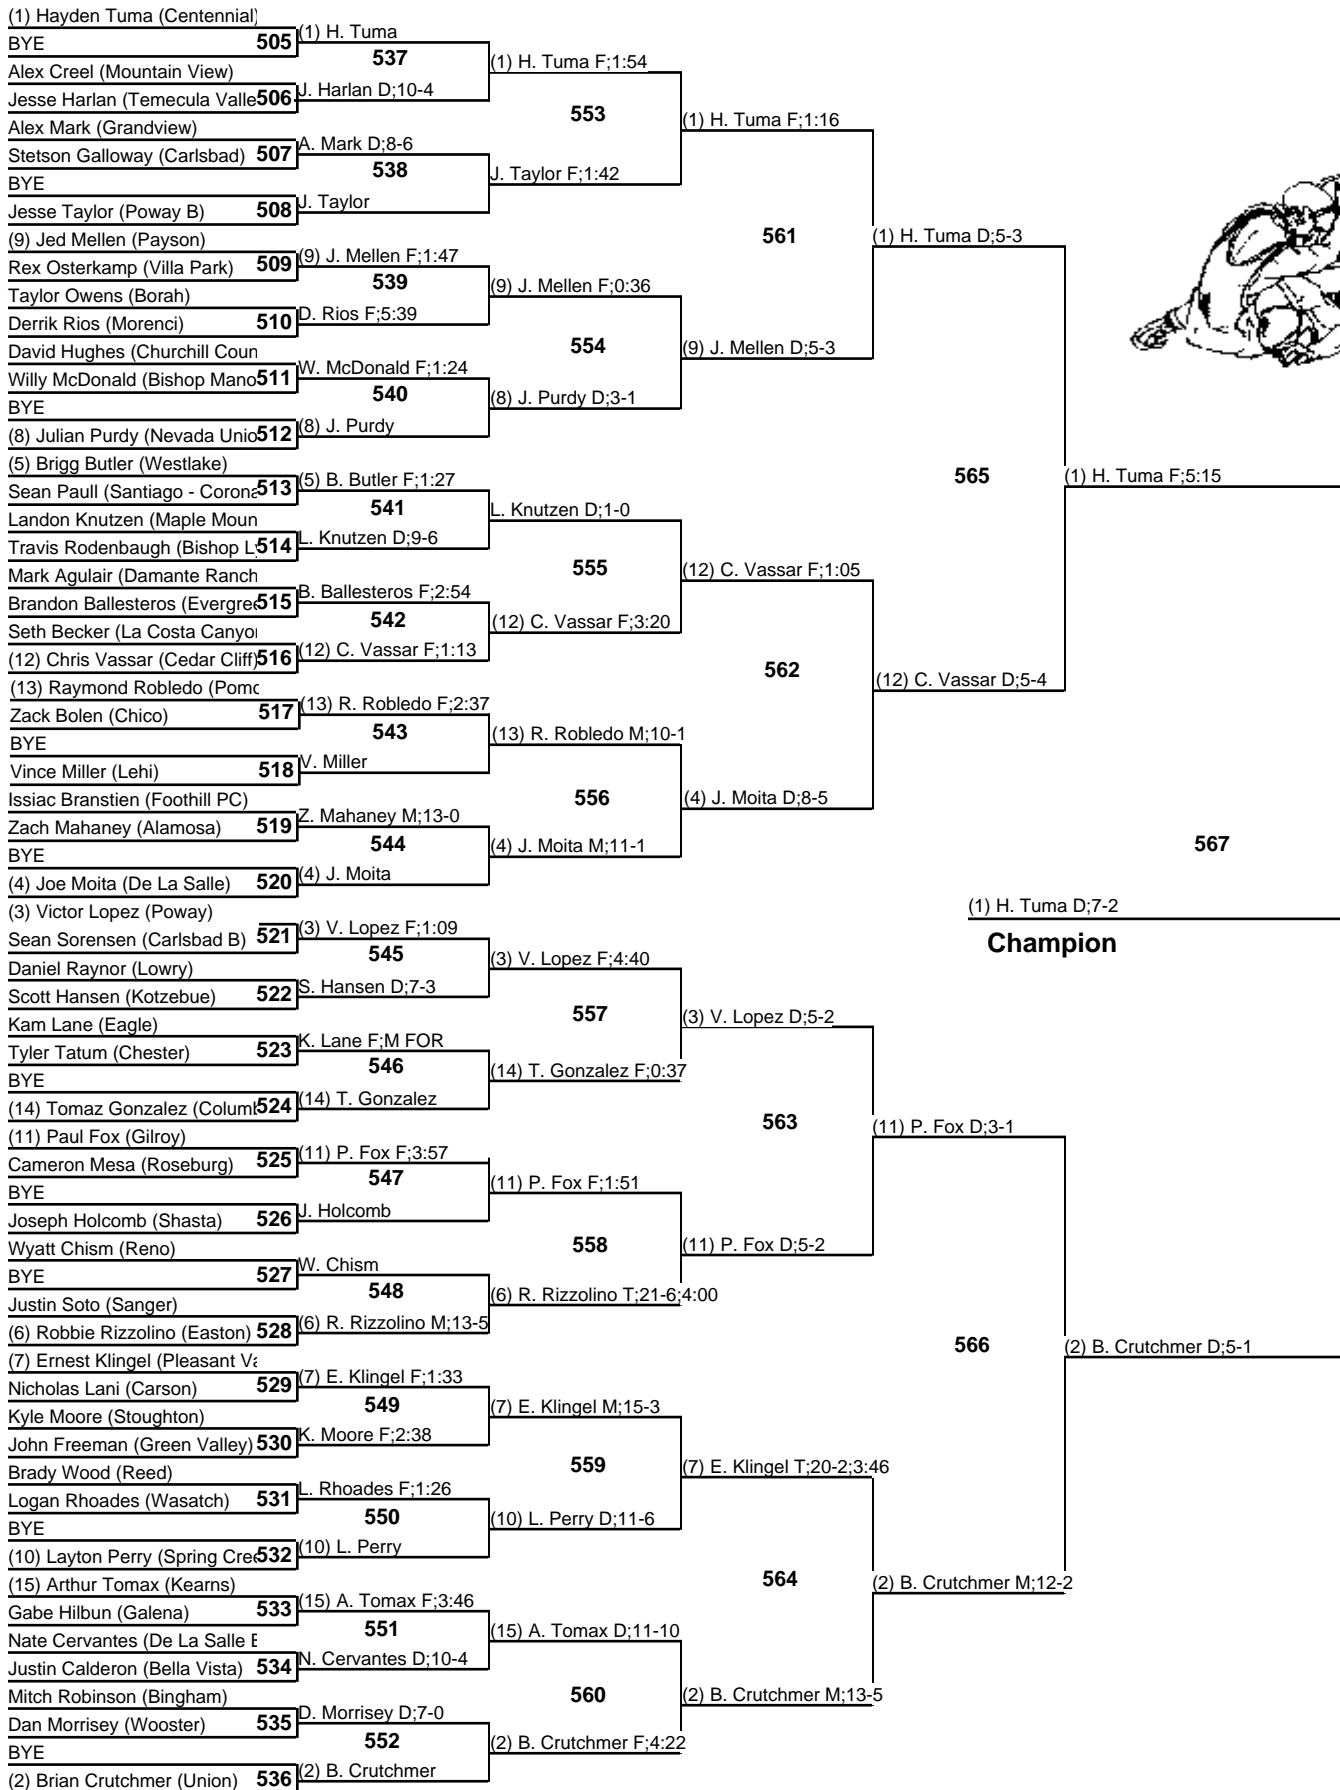 (1) Hayden Tuma (Centennial)
BYE
505
Alex Creel (Mountain View)
Jesse Harlan (Temecula Valle
506
Alex Mark (Grandview)
Stetson Galloway (Carlsbad)
507
BYE
Jesse Taylor (Poway B)
508
(9) Jed Mellen (Payson)
Rex Osterkamp (Villa Park)
509
Taylor Owens (Borah)
Derrik Rios (Morenci)
510
David Hughes (Churchill Coun
Willy McDonald (Bishop Mano
511
BYE
(8) Julian Purdy (Nevada Unio
512
(5) Brigg Butler (Westlake)
Sean Paull (Santiago - Corona
513
Landon Knutzen (Maple Moun
Travis Rodenbaugh (Bishop Ly
514
Mark Agulair (Damante Ranch
Brandon Ballesteros (Evergree
515
Seth Becker (La Costa Canyon
(12) Chris Vassar (Cedar Cliff)
516
(13) Raymond Robledo (Pomo
Zack Bolen (Chico)
517
BYE
Vince Miller (Lehi)
518
Issiac Branstien (Foothill PC)
Zach Mahaney (Alamosa)
519
BYE
(4) Joe Moita (De La Salle)
520
(3) Victor Lopez (Poway)
Sean Sorensen (Carlsbad B)
521
Daniel Raynor (Lowry)
Scott Hansen (Kotzebue)
522
Kam Lane (Eagle)
Tyler Tatum (Chester)
523
BYE
(14) Tomaz Gonzalez (Columb
524
(11) Paul Fox (Gilroy)
Cameron Mesa (Roseburg)
525
BYE
Joseph Holcomb (Shasta)
526
Wyatt Chism (Reno)
BYE
527
Justin Soto (Sanger)
(6) Robbie Rizzolino (Easton)
528
(7) Ernest Klingel (Pleasant Va
Nicholas Lani (Carson)
529
Kyle Moore (Stoughton)
John Freeman (Green Valley)
530
Brady Wood (Reed)
Logan Rhoades (Wasatch)
531
BYE
(10) Layton Perry (Spring Cree
532
(15) Arthur Tomax (Kearns)
Gabe Hilbun (Galena)
533
Nate Cervantes (De La Salle B
Justin Calderon (Bella Vista)
534
Mitch Robinson (Bingham)
Dan Morrisey (Wooster)
535
BYE
(2) Brian Crutchmer (Union)
536
(1) H. Tuma
537
J. Harlan D;10-4
A. Mark D;8-6
538
J. Taylor
(9) J. Mellen F;1:47
539
D. Rios F;5:39
W. McDonald F;1:24
540
(8) J. Purdy
(5) B. Butler F;1:27
541
L. Knutzen D;9-6
B. Ballesteros F;2:54
542
(12) C. Vassar F;1:13
(13) R. Robledo F;2:37
543
V. Miller
Z. Mahaney M;13-0
544
(4) J. Moita
(3) V. Lopez F;1:09
545
S. Hansen D;7-3
K. Lane F;M FOR
546
(14) T. Gonzalez
(11) P. Fox F;3:57
547
J. Holcomb
W. Chism
548
(6) R. Rizzolino M;13-5
(7) E. Klingel F;1:33
549
K. Moore F;2:38
L. Rhoades F;1:26
550
(10) L. Perry
(15) A. Tomax F;3:46
551
N. Cervantes D;10-4
D. Morrisey D;7-0
552
(2) B. Crutchmer
(1) H. Tuma F;1:54
553
J. Taylor F;1:42
(9) J. Mellen F;0:36
554
(8) J. Purdy D;3-1
L. Knutzen D;1-0
555
(12) C. Vassar F;3:20
(13) R. Robledo M;10-1
556
(4) J. Moita M;11-1
(3) V. Lopez F;4:40
557
(14) T. Gonzalez F;0:37
(11) P. Fox F;1:51
558
(6) R. Rizzolino T;21-6;4:00
(7) E. Klingel M;15-3
559
(10) L. Perry D;11-6
(15) A. Tomax D;11-10
560
(2) B. Crutchmer F;4:22
(1) H. Tuma F;1:16
561
(9) J. Mellen D;5-3
(12) C. Vassar F;1:05
562
(4) J. Moita D;8-5
(3) V. Lopez D;5-2
563
(11) P. Fox D;5-2
(7) E. Klingel T;20-2;3:46
564
(2) B. Crutchmer M;13-5
(1) H. Tuma D;5-3
565
(12) C. Vassar D;5-4
(11) P. Fox D;3-1
566
(2) B. Crutchmer M;12-2
(1) H. Tuma F;5:15
567
(2) B. Crutchmer D;5-1
(1) H. Tuma D;7-2
Champion